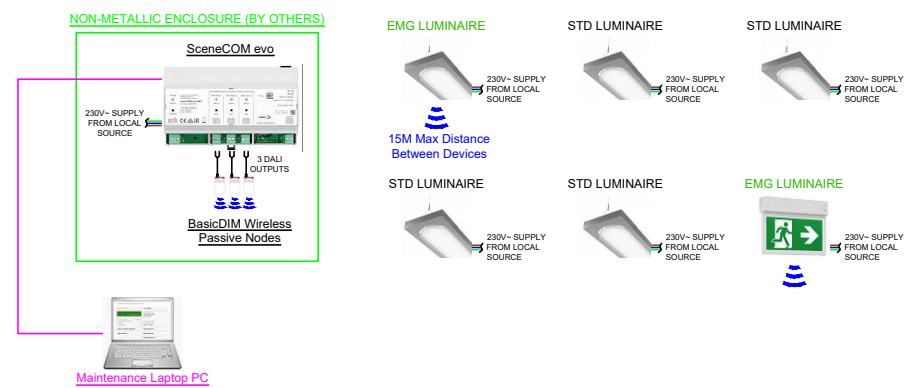 NON-METALLIC ENCLOSURE (BY OTHERS)
SceneCOM evo
230V~ SUPPLY
FROM LOCAL
SOURCE
3 DALI
OUTPUTS
BasicDIM Wireless
Passive Nodes
Maintenance Laptop PC
EMG LUMINAIRE
230V~ SUPPLY
FROM LOCAL
SOURCE
15M Max Distance
Between Devices
STD LUMINAIRE
230V~ SUPPLY
FROM LOCAL
SOURCE
STD LUMINAIRE
230V~ SUPPLY
FROM LOCAL
SOURCE
STD LUMINAIRE
230V~ SUPPLY
FROM LOCAL
SOURCE
STD LUMINAIRE
230V~ SUPPLY
FROM LOCAL
SOURCE
EMG LUMINAIRE
230V~ SUPPLY
FROM LOCAL
SOURCE